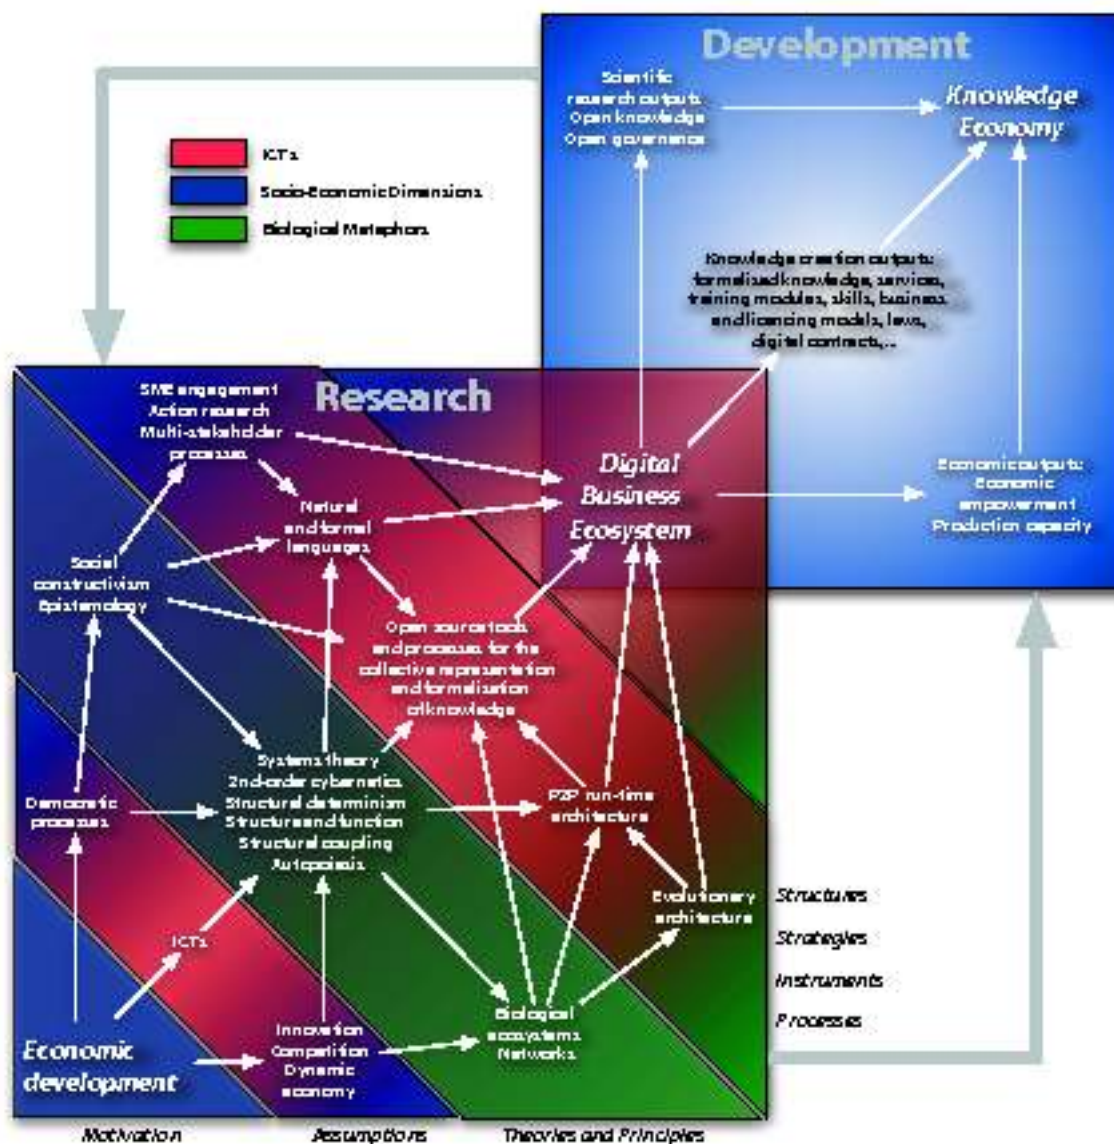 Development
Scientific
research outputs:
Open knowledge
Open governance
Knowledge
Economy
ICTs
Socio-Economic Dimensions
Biological Metaphors
Knowledge creation outputs:
formalised knowledge, services,
training modules, skills, business
and licencing models, laws,
digital contracts,...
Research
SME engagement
Action research
Multi-stakeholder
processes
Digital
Business
Ecosystem
Economic outputs:
Economic
empowerment
Production capacity
Natural
and formal
languages
Social
constructivism
Epistemology
Open source tools
and processes for the
collective representation
and formalisation
of knowledge
Systems theory
2nd-order cybernetics
Structural determinism
Structure and function
Structural coupling
Autopoiesis
Democratic
processes
P2P run-time
architecture
Evolutionary
architecture
Structures
Strategies
Instruments
Processes
ICTs
Biological
ecosystems
Networks
Innovation
Competition
Dynamic
economy
Economic
development
Motivation
Assumptions
Theories and Principles